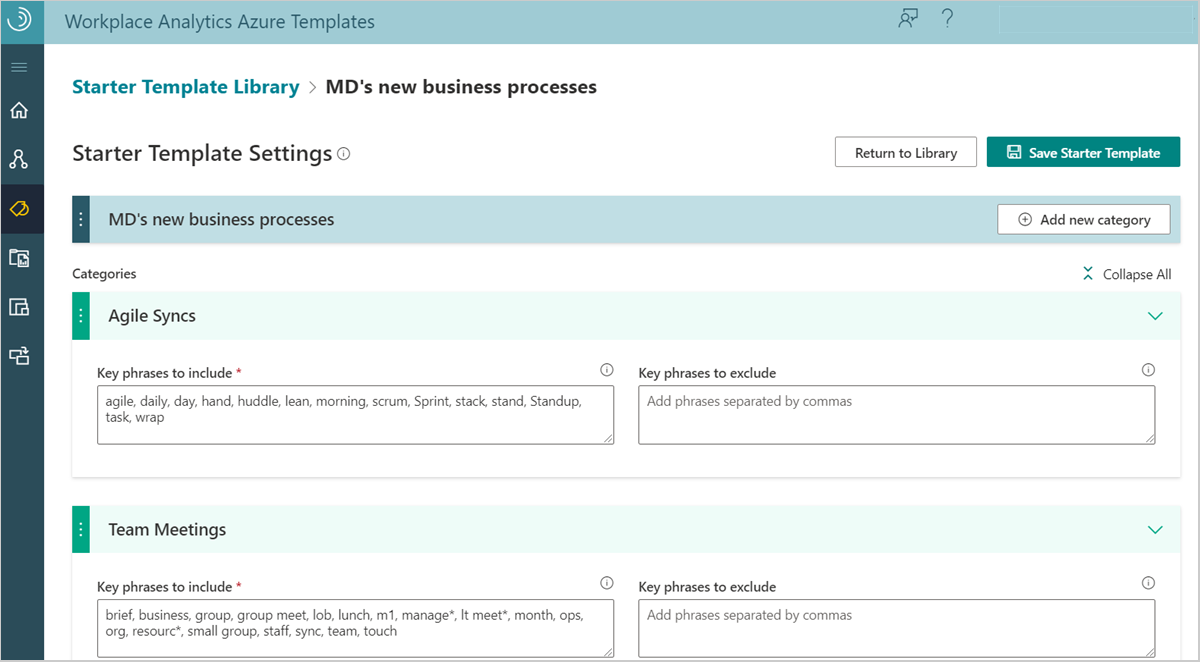 Workplace Analytics Azure Templates
Starter Template Library > MD's new business processes
Starter Template Settings
Return to Library
Save Starter Template
MD's new business processes
Add new category
Categories
Collapse All
Agile Syncs
Key phrases to include *
Key phrases to exclude
agile, daily, day, hand, huddle, lean, morning, scrum, Sprint, stack, stand, Standup,
task, wrap
Add phrases separated by commas
Team Meetings
Key phrases to include *
Key phrases to exclude
brief, business, group, group meet, lob, lunch, m1, manage*, lt meet*, month, ops,
org, resourc*, small group, staff, sync, team, touch
Add phrases separated by commas